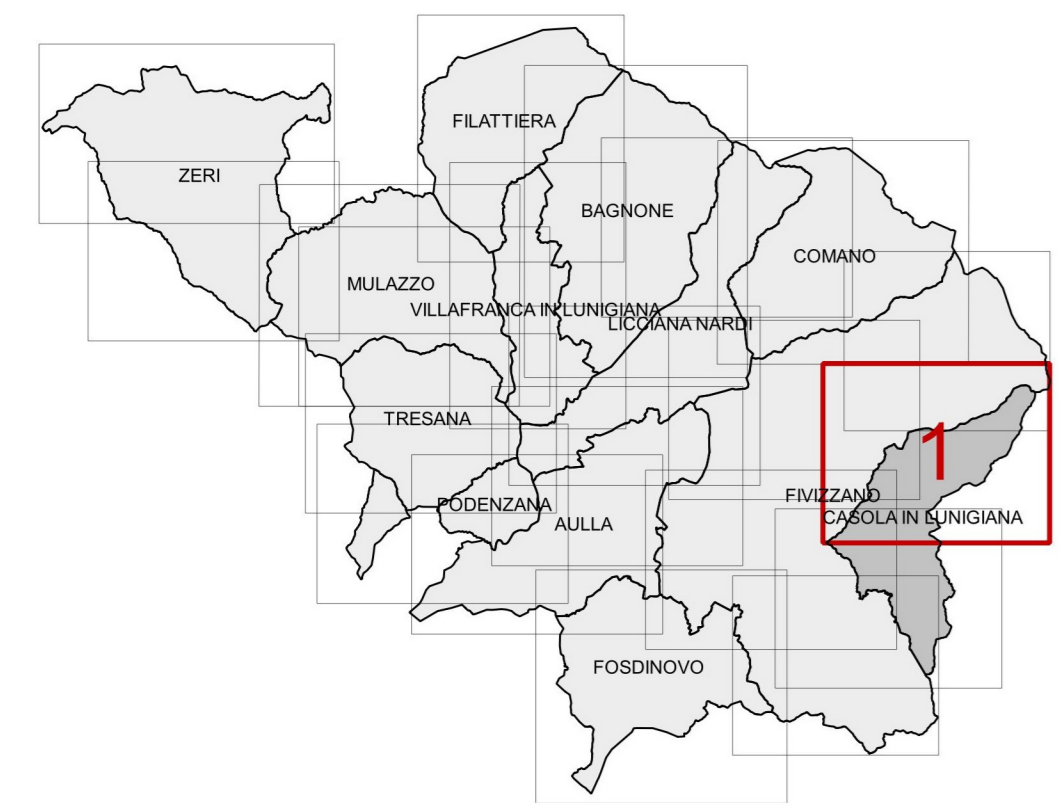 FILATTIERA
ZERI
BAGNONE
COMANO
MULAZZO
VILLAFRANCA IN LUNIGIANA
LICCIANA NARDI
TRESANA
1
FIVIZZANO
PODENZANA
CASOLA IN LUNIGIANA
AULLA
FOSDINOVO